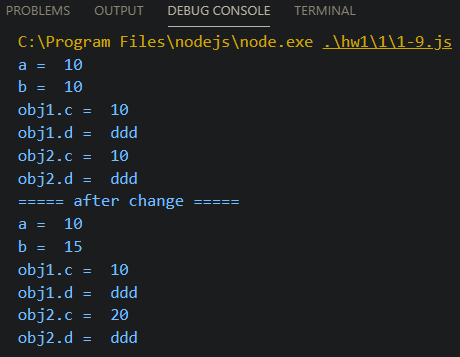 PROBLEMS OUTPUT DEBUG CONSOLE TERMINAL
C:\Program Files\nodejs\node.exe .\hw1\1\1-9.js
a =  10
b =  10
obj1.c =  10
obj1.d =  ddd
obj2.c =  10
obj2.d =  ddd
===== after change =====
a =  10
b =  15
obj1.c =  10
obj1.d =  ddd
obj2.c =  20
obj2.d =  ddd